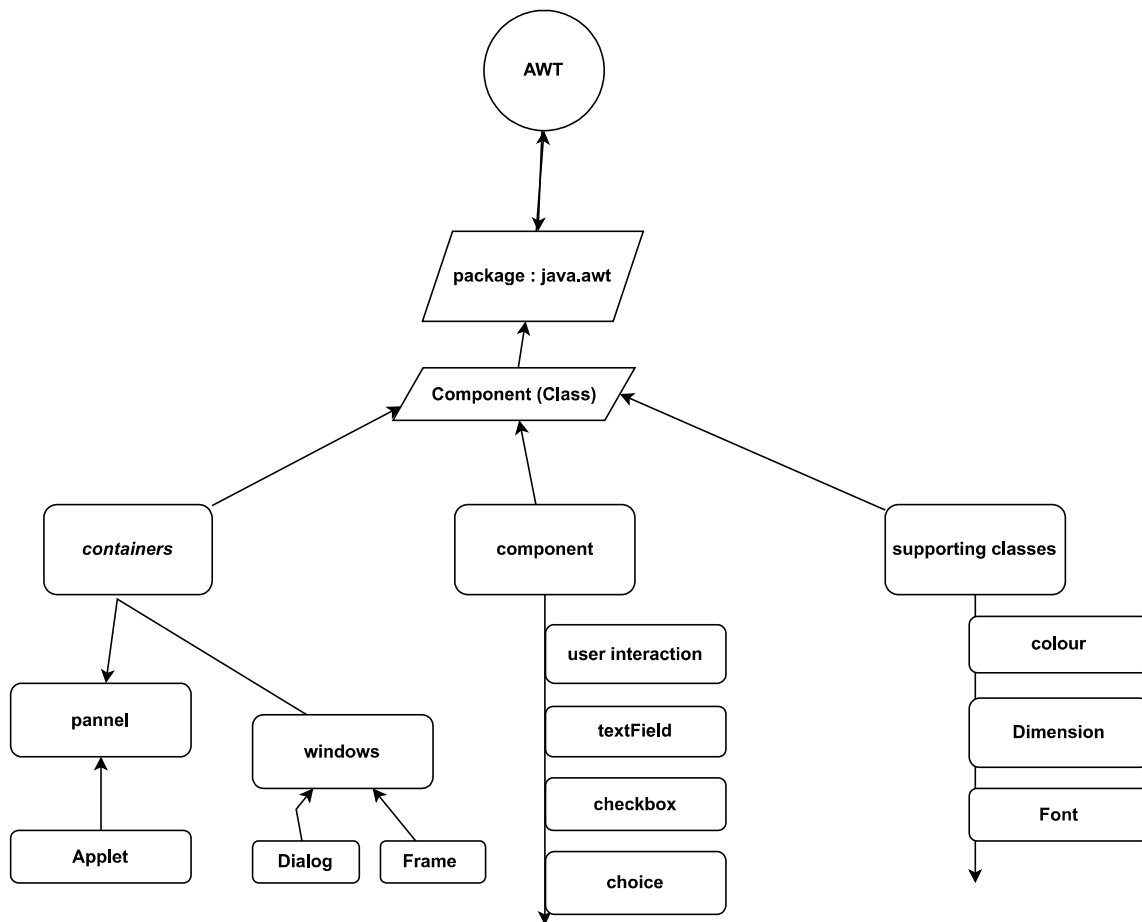 AWT
package : java.awt
Component (Class)
containers
component
supporting classes
user interaction
colour
pannel
windows
textField
Dimension
checkbox
Font
Applet
Dialog
Frame
choice